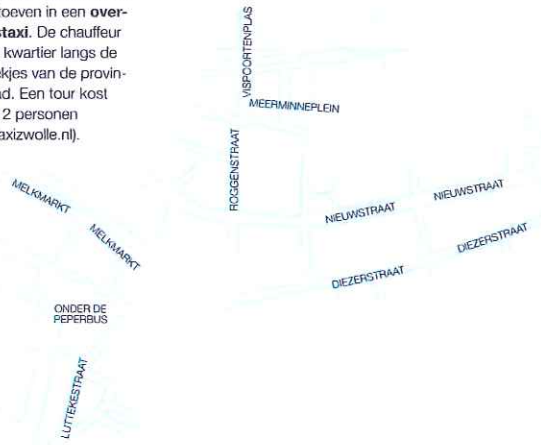 toeven in een over-
staxi. De chauffeur
kwartier langs de
kjes van de provin-
ad. Een tour kost
2 personen
axizwolle.nl).
VISPOORTENPLAS
MEERMINNEPLEIN
ROGGENSTRAAT
NIEUWSTRAAT
NIEUWSTRAAT
DIEZERSTRAAT
DIEZERSTRAAT
MELKMARKT
MELKMARKT
ONDER DE
PEPERBUS
LUTTEKESTRAAT